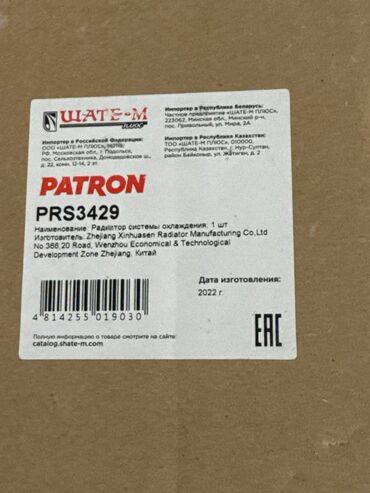 ШАТЕ-М
ПЛЮС
Импортер в Российской Федерации:
ООО «ШАТЕ-М ПЛЮС»,
РФ, Московская обл., г. Подольск,
пос. Сельхозтехника, Домодедовское ш.,
д. 22, комн. 12-14, 2 эт.
Импортер в Республику Беларусь:
Частное предприятие «ШАТЕ-М ПЛЮС»,
223062, Минская обл., Минский р-н,
пос. Привольный, ул. Мира, 2А
Импортер в Республики Казахстан:
ТОО «ШАТЕ-М ПЛЮС», 010000,
Республика Казахстан, г. Нур-Султан,
район Байконыр, ул. Жетиген, д. 2
PATRON
PRS3429
Наименование: Радиатор системы охлаждения; 1 шт
Изготовитель: Zhejiang Xinhuasen Radiator Manufacturing Co,Ltd
No 366,20 Road, Wenzhou Economical & Technological
Development Zone Zhejiang, Китай
Дата изготовления:
2022 г.
4 814255 019030
EAC
Полную информацию о товаре смотрите на сайте:
catalog.shate-m.com